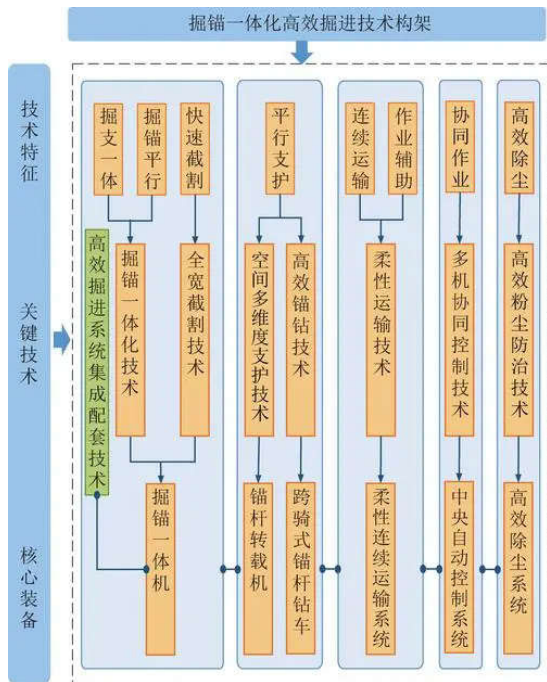 掘锚一体化高效掘进技术构架
技术特征
掘支一体
掘锚平行
快速截割
平行支护
连续运输
作业辅助
协同作业
高效除尘
关键技术
高效掘进系统集成配套技术
掘锚一体化技术
全宽截割技术
空间多维度支护技术
高效锚钻技术
柔性运输技术
多机协同控制技术
高效粉尘防治技术
核心装备
掘锚一体机
锚杆转载机
跨骑式锚杆钻车
柔性连续运输系统
中央自动控制系统
高效除尘系统